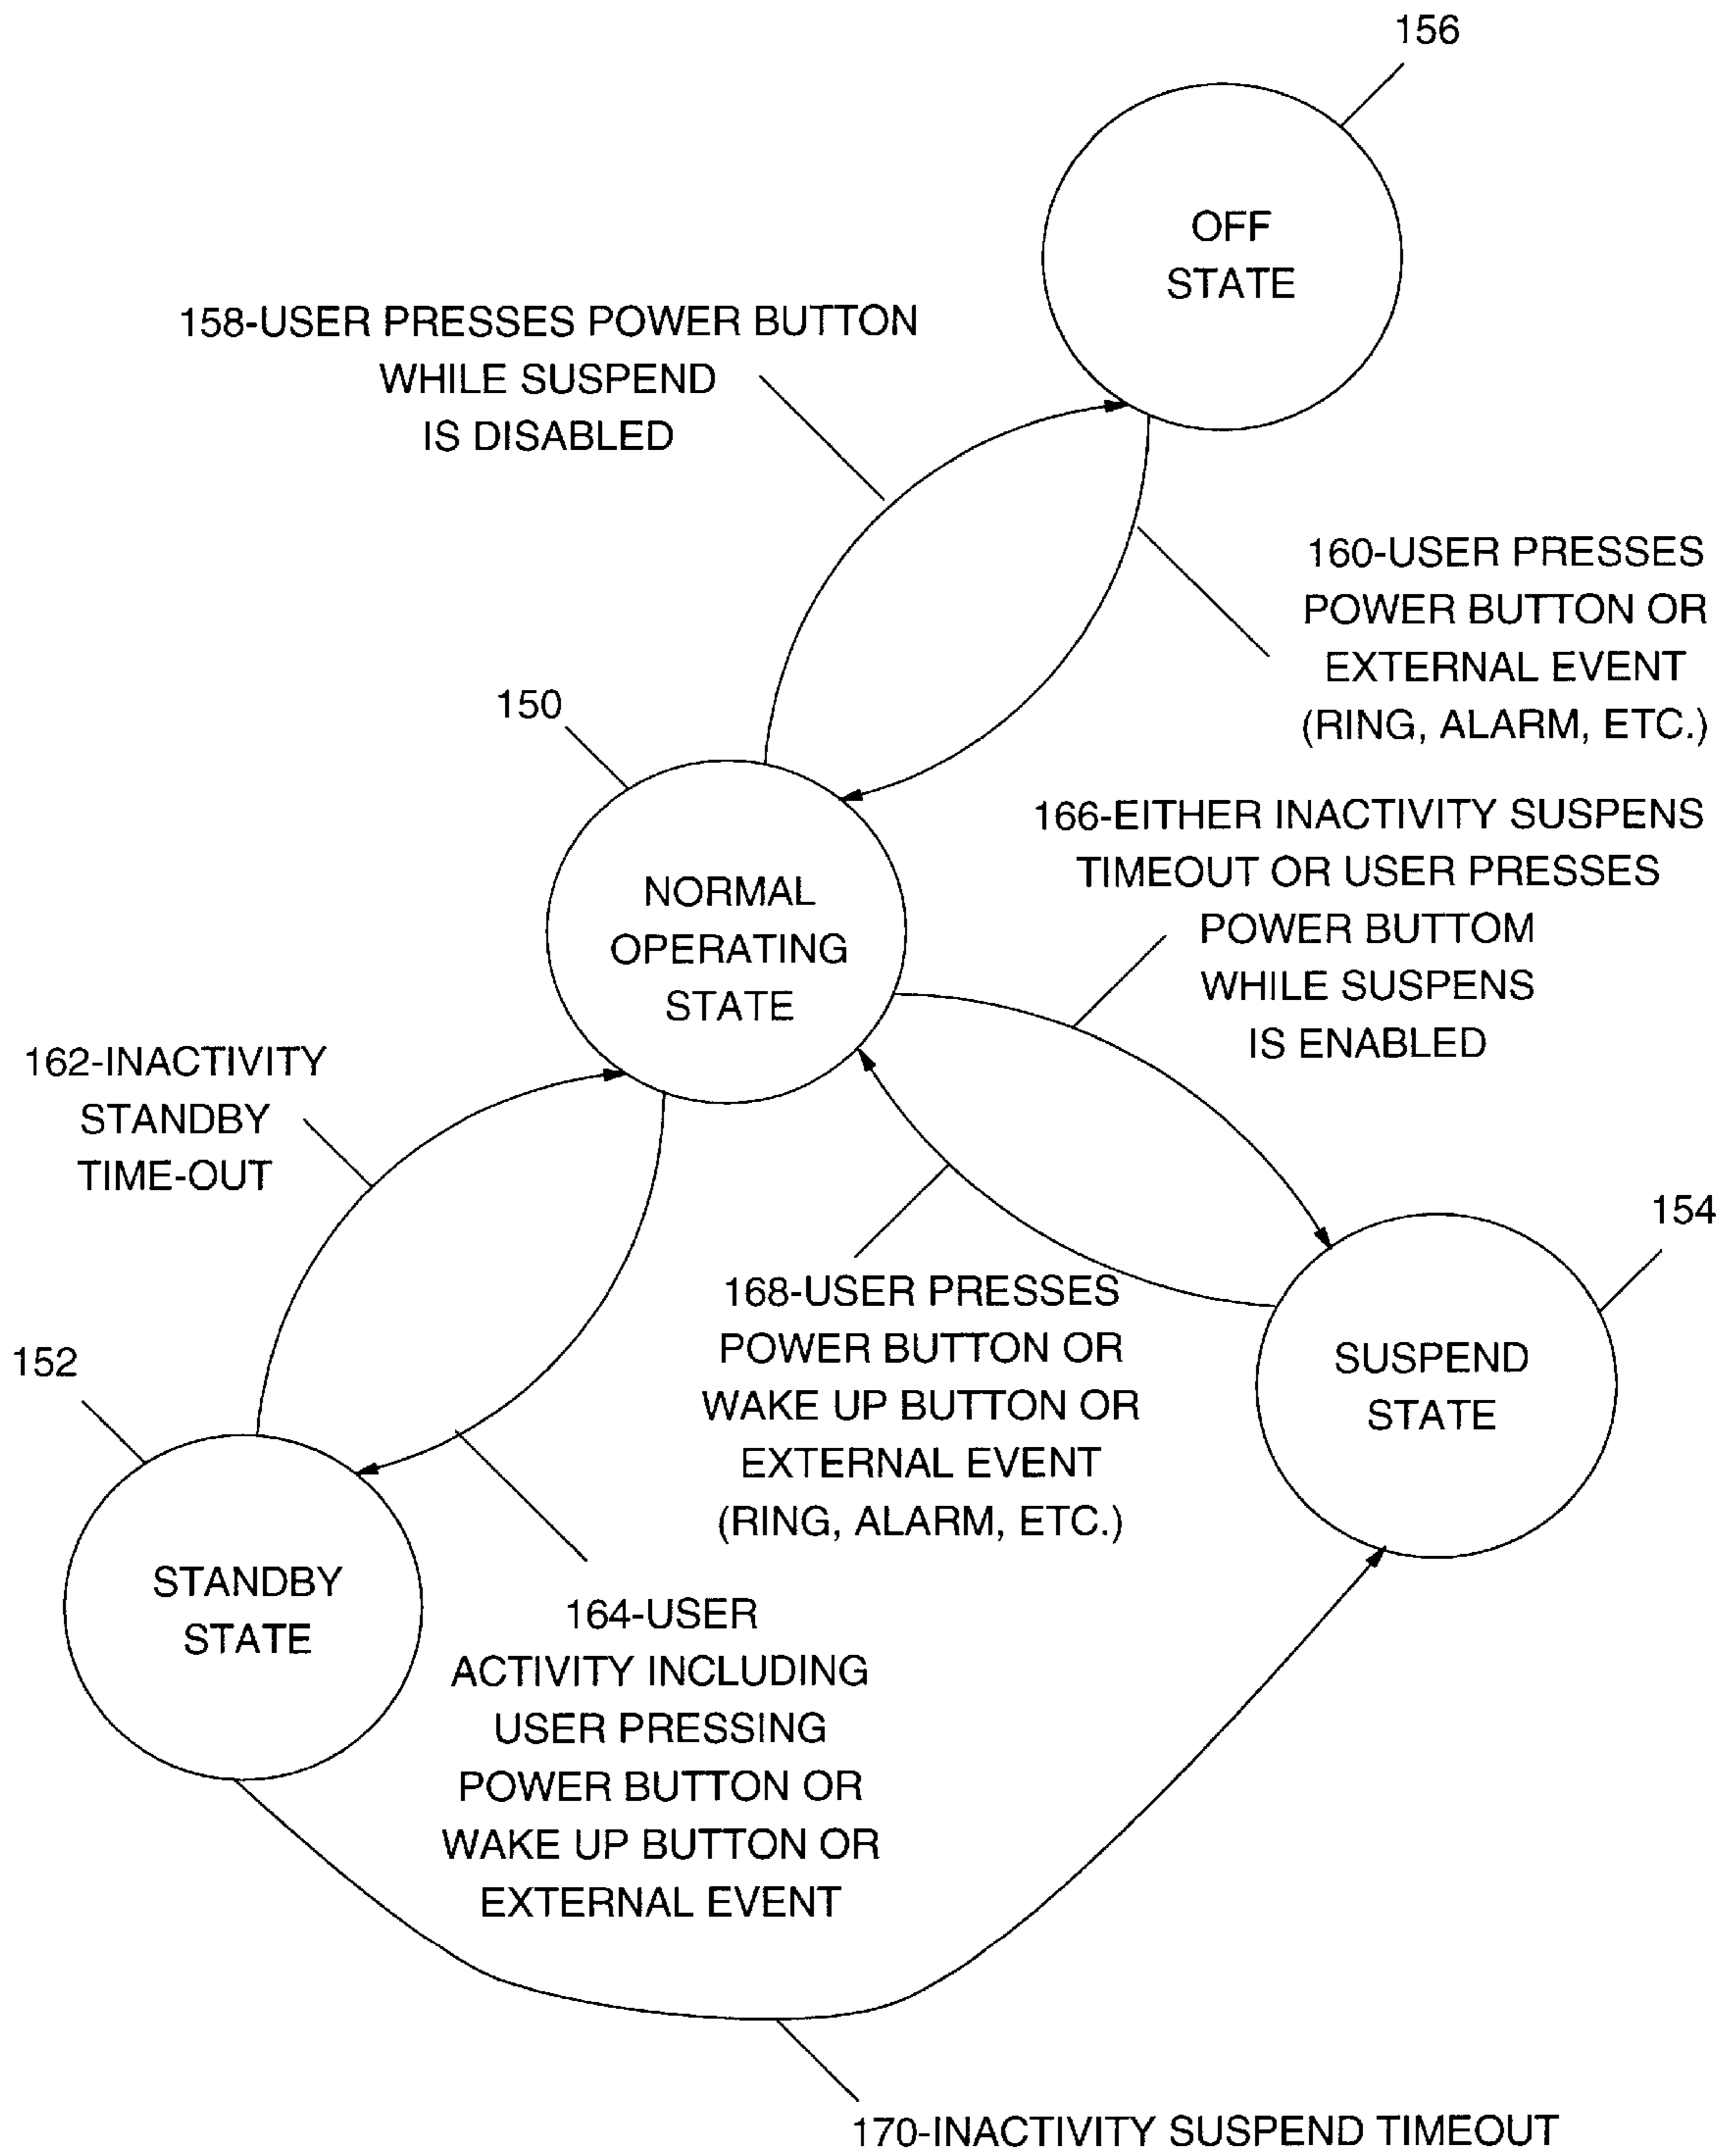 156
OFF
STATE
158-USER PRESSES POWER BUTTON
WHILE SUSPEND
IS DISABLED
160-USER PRESSES
POWER BUTTON OR
EXTERNAL EVENT
(RING, ALARM, ETC.)
150
NORMAL
OPERATING
STATE
166-EITHER INACTIVITY SUSPENS
TIMEOUT OR USER PRESSES
POWER BUTTOM
WHILE SUSPENS
IS ENABLED
162-INACTIVITY
STANDBY
TIME-OUT
154
168-USER PRESSES
POWER BUTTON OR
WAKE UP BUTTON OR
EXTERNAL EVENT
(RING, ALARM, ETC.)
SUSPEND
STATE
152
STANDBY
STATE
164-USER
ACTIVITY INCLUDING
USER PRESSING
POWER BUTTON OR
WAKE UP BUTTON OR
EXTERNAL EVENT
170-INACTIVITY SUSPEND TIMEOUT